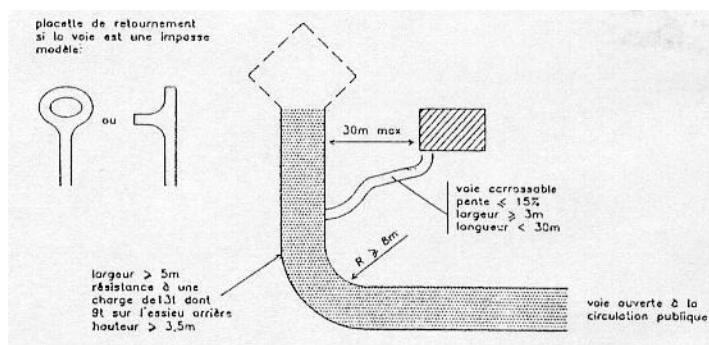 placette de retournement
si la voie est une impasse
modèle:
ou
30m max
voie carrossable
pente ⩽ 15%
largeur ⩾ 3m
longueur < 30m
R ⩾ 8m
largeur ⩾ 5m
résistance à une
charge de 13t dont
9t sur l'essieu arrière
hauteur ⩾ 3,5m
voie ouverte à la
circulation publique